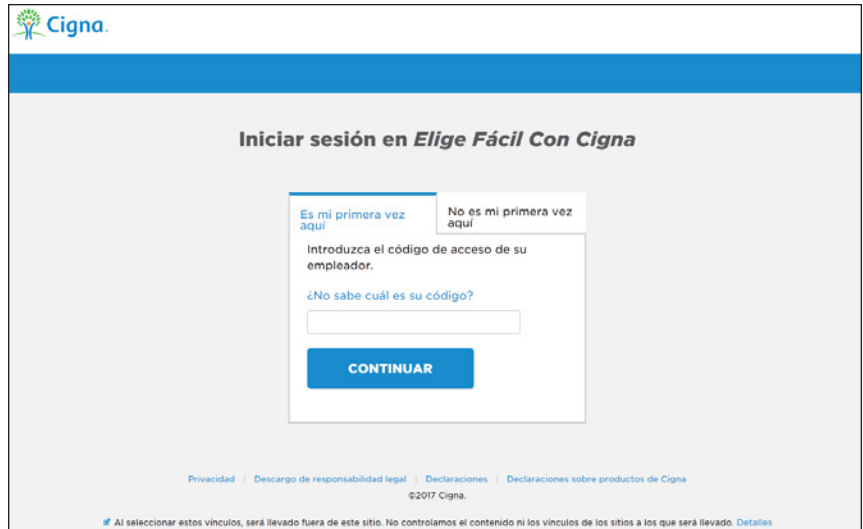 Cigna.
Iniciar sesión en Elige Fácil Con Cigna
Es mi primera vez
aquí
No es mi primera vez
aquí
Introduzca el código de acceso de su
empleador.
¿No sabe cuál es su código?
CONTINUAR
Privacidad | Descargo de responsabilidad legal | Declaraciones | Declaraciones sobre productos de Cigna
©2017 Cigna.
Al seleccionar estos vínculos, será llevado fuera de este sitio. No controlamos el contenido ni los vínculos de los sitios a los que será llevado. Detalles